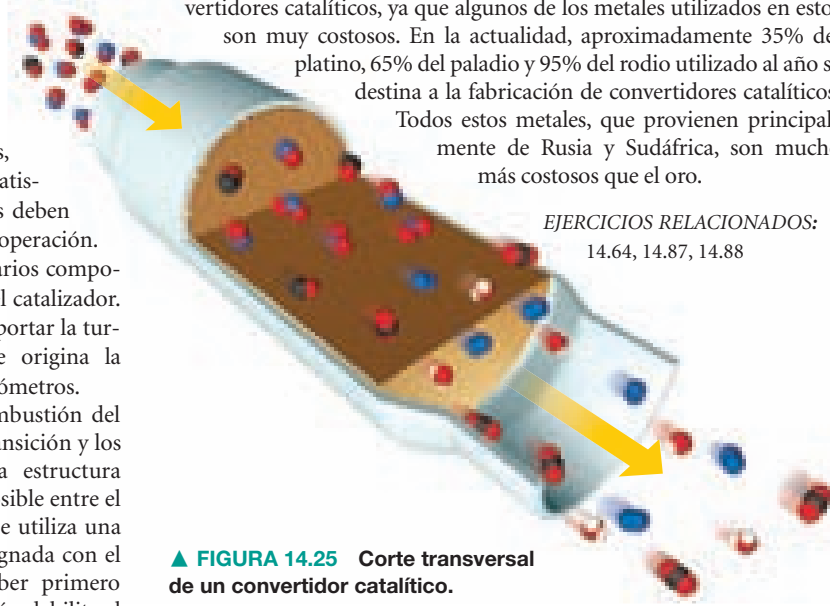 vertidores catalíticos, ya que algunos de los metales utilizados en esto
son muy costosos. En la actualidad, aproximadamente 35% de
platino, 65% del paladio y 95% del rodio utilizado al año s
destina a la fabricación de convertidores catalíticos
Todos estos metales, que provienen principal
mente de Rusia y Sudáfrica, son much
más costosos que el oro.
EJERCICIOS RELACIONADOS:
14.64, 14.87, 14.88
s,
atis-
s deben
operación.
arios compo-
l catalizador.
portar la tur-
e origina la
ómetros.
mbustión del
ansición y los
a estructura
sible entre el
e utiliza una
gnada con el
ber primero
▲ FIGURA 14.25 Corte transversal
de un convertidor catalítico.